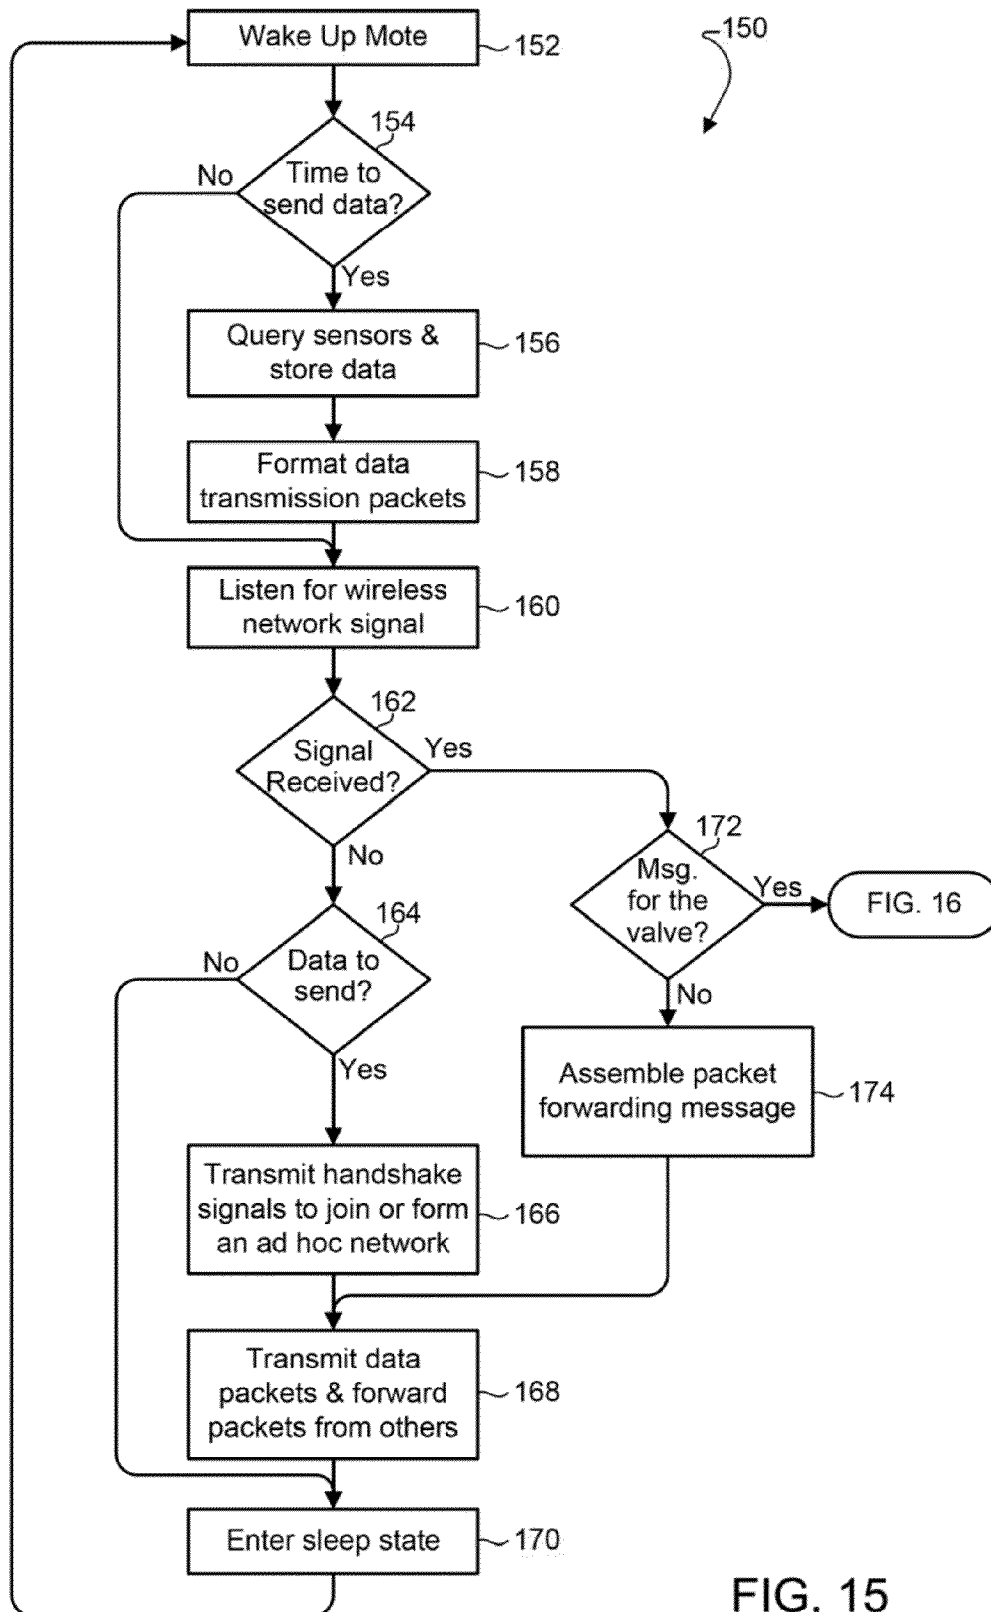 Wake Up Mote
152
150
154
Time to
send data?
No
Yes
Query sensors &
store data
156
Format data
transmission packets
158
Listen for wireless
network signal
160
162
Signal
Received?
Yes
No
172
Msg.
for the
valve?
Yes
FIG. 16
No
164
Data to
send?
No
Yes
Assemble packet
forwarding message
174
Transmit handshake
signals to join or form
an ad hoc network
166
Transmit data
packets & forward
packets from others
168
Enter sleep state
170
FIG. 15